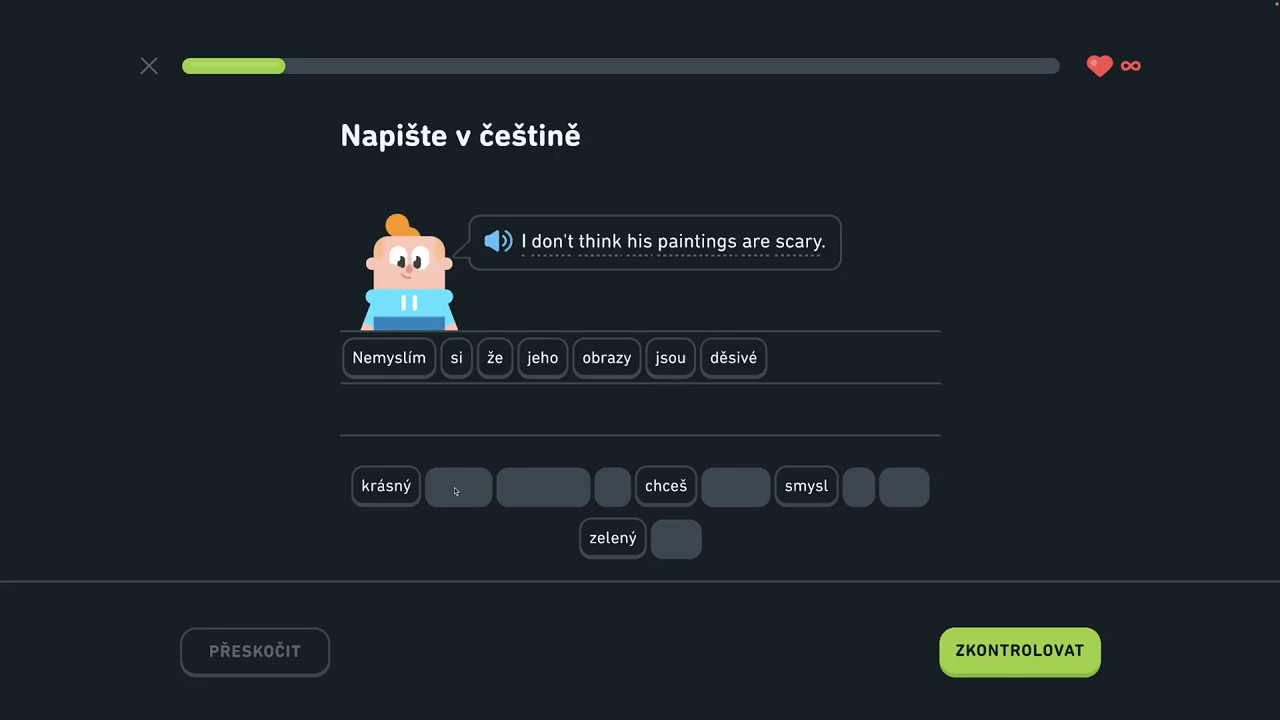 Napište v češtině
I don't think his paintings are scary.
Nemyslím si že jeho obrazy jsou děsivé
krásný chceš smysl
zelený
PŘESKOČIT ZKONTROLOVAT